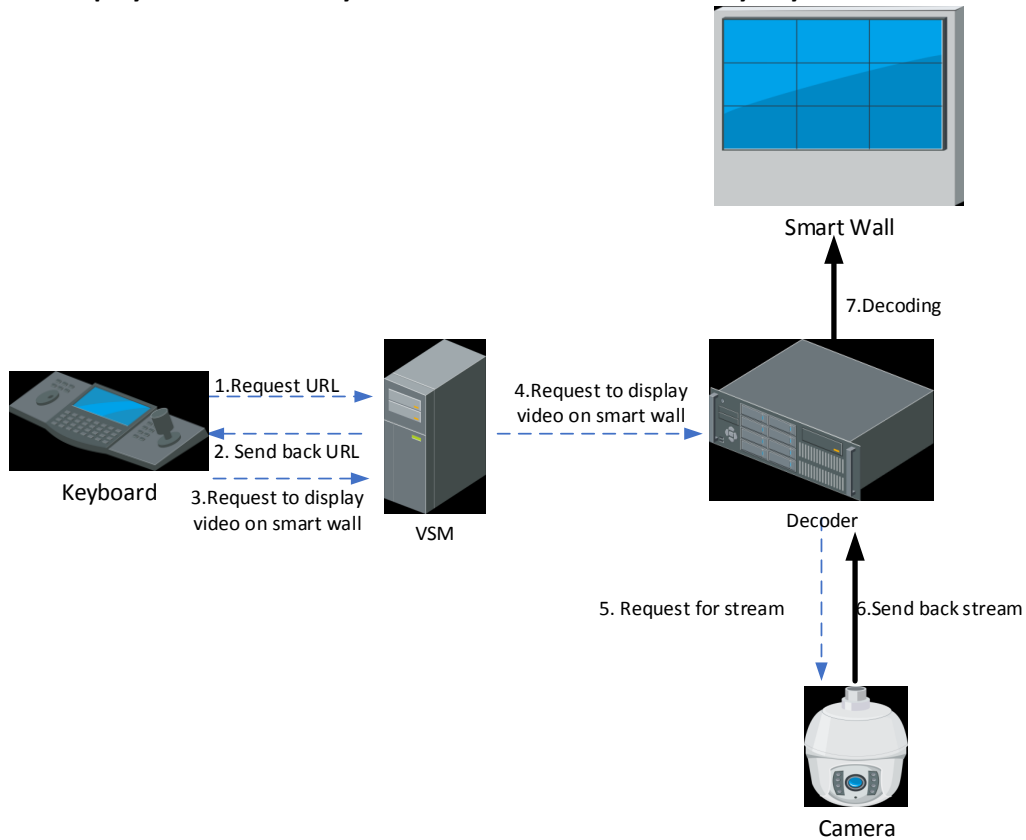 Smart Wall
7.Decoding
1.Request URL
4.Request to display
video on smart wall
2. Send back URL
Keyboard
3.Request to display
video on smart wall
VSM
Decoder
5. Request for stream
6.Send back stream
Camera